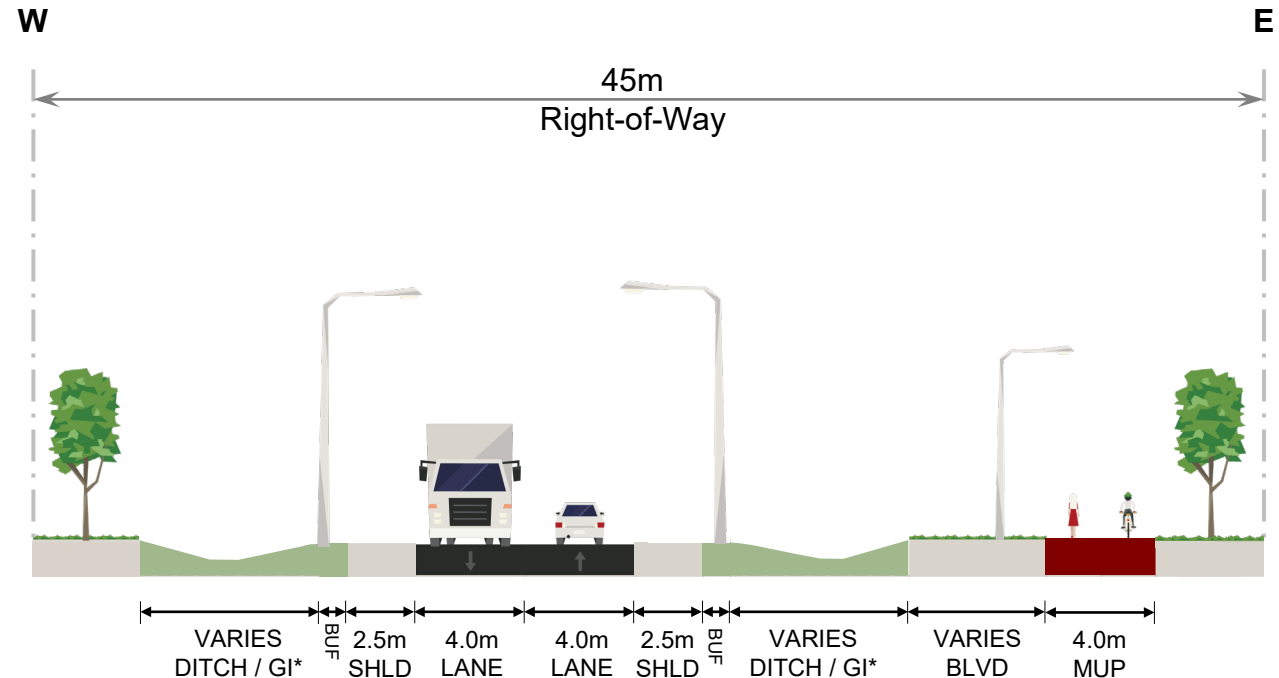 W
E
45m
Right-of-Way
VARIES
DITCH / GI*
BUF
2.5m
SHLD
4.0m
LANE
4.0m
LANE
2.5m
SHLD
BUF
VARIES
DITCH / GI*
VARIES
BLVD
4.0m
MUP